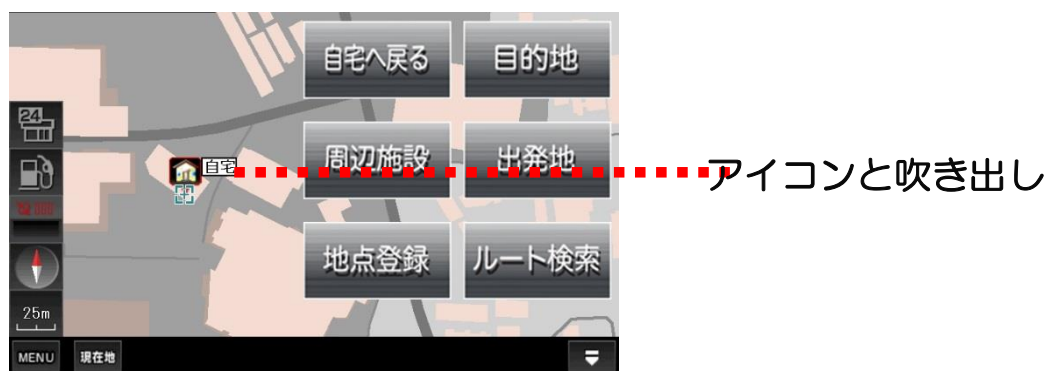 自宅へ戻る 目的地
24
自宅
周辺施設 出発地
アイコンと吹き出し
地点登録 ルート検索
25m
MENU 現在地